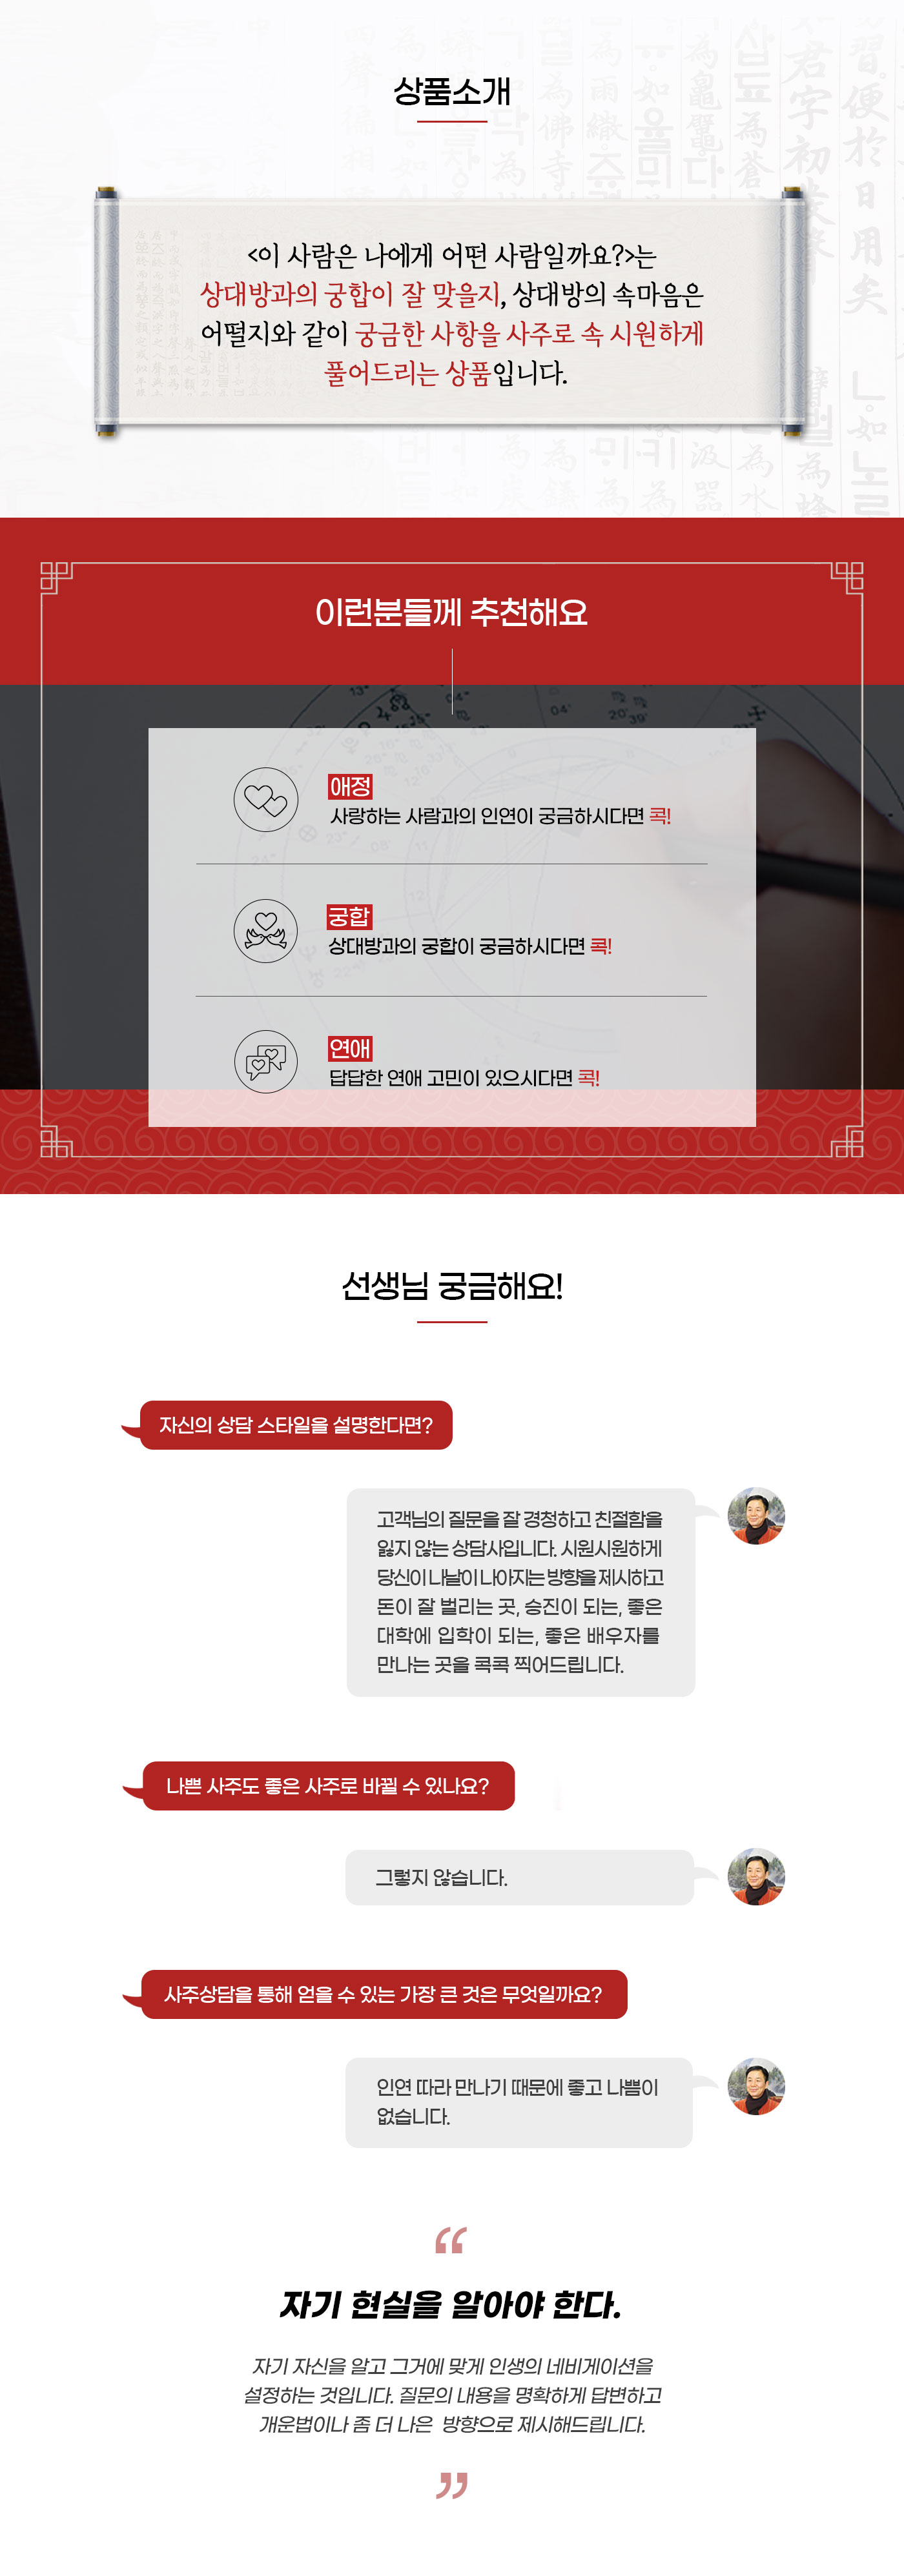 상품소개
<이 사람은 나에게 어떤 사람일까요?>는
상대방과의 궁합이 잘 맞을지, 상대방의 속마음은
어떨지와 같이 궁금한 사항을 사주로 속 시원하게
풀어드리는 상품입니다.
이런분들께 추천해요
애정
사랑하는 사람과의 인연이 궁금하시다면 콕!
궁합
상대방과의 궁합이 궁금하시다면 콕!
연애
답답한 연애 고민이 있으시다면 콕!
선생님 궁금해요!
자신의 상담 스타일을 설명한다면?
고객님의 질문을 잘 경청하고 친절함을
잃지 않는 상담사입니다. 시원시원하게
당신이 나날이 나아지는 방향을 제시하고
돈이 잘 벌리는 곳, 승진이 되는, 좋은
대학에 입학이 되는, 좋은 배우자를
만나는 곳을 콕콕 찍어드립니다.
나쁜 사주도 좋은 사주로 바뀔 수 있나요?
그렇지 않습니다.
사주상담을 통해 얻을 수 있는 가장 큰 것은 무엇일까요?
인연 따라 만나기 때문에 좋고 나쁨이
없습니다.
“
자기 현실을 알아야 한다.
자기 자신을 알고 그거에 맞게 인생의 네비게이션을
설정하는 것입니다. 질문의 내용을 명확하게 답변하고
개운법이나 좀 더 나은 방향으로 제시해드립니다.
”